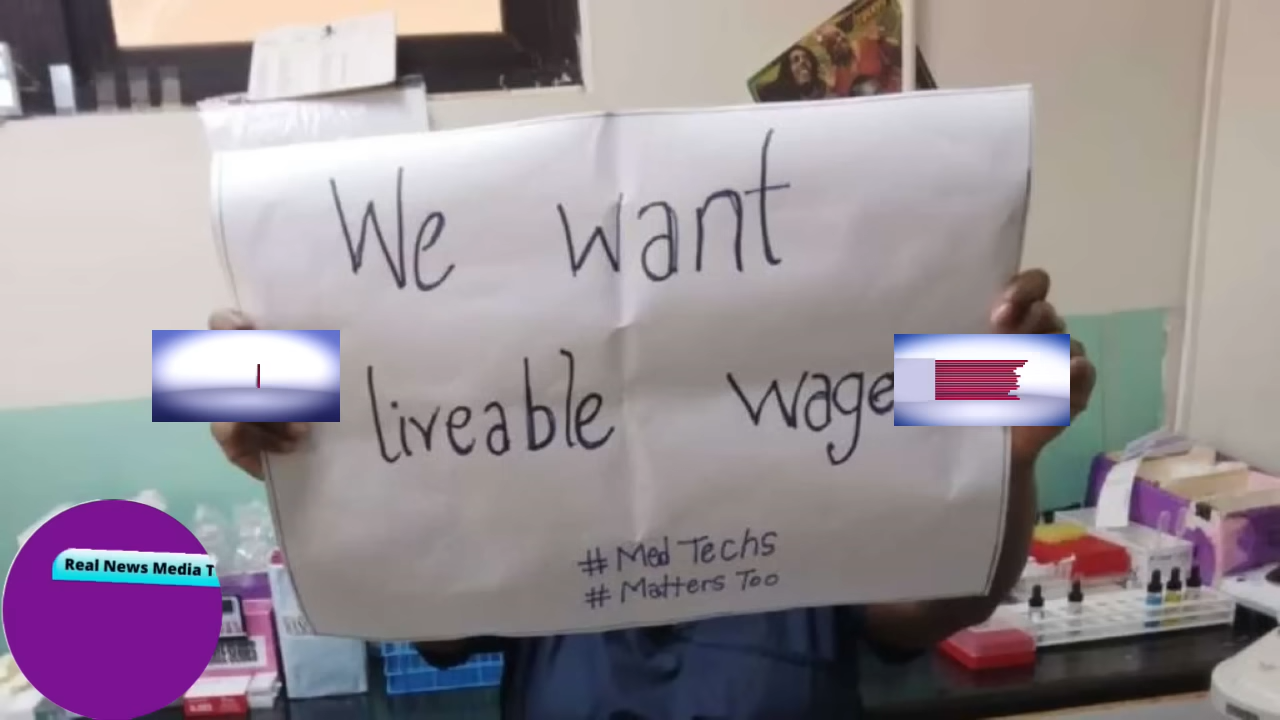 We want
liveable wage
# Med Techs
# Matters Too
Real News Media T